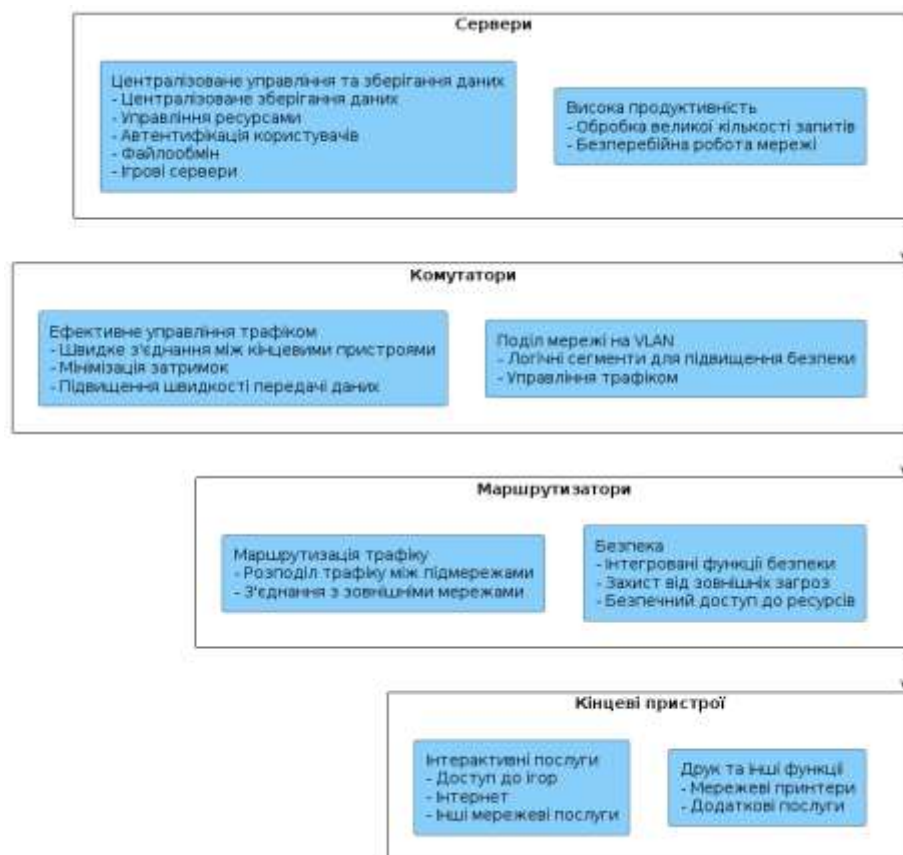 Сервери
Централізоване управління та зберігання даних
- Централізоване зберігання даних
- Управління ресурсами
- Автентифікація користувачів
- Файлообмін
- Ігрові сервери
Висока продуктивність
- Обробка великої кількості запитів
- Безперебійна робота мережі
Комутатори
Ефективне управління трафіком
- Швидке з'єднання між кінцевими пристроями
- Мінімізація затримок
- Підвищення швидкості передачі даних
Поділ мережі на VLAN
- Логічні сегменти для підвищення безпеки
- Управління трафіком
Маршрутизатори
Маршрутизація трафіку
- Розподіл трафіку між підмережами
- З'єднання з зовнішніми мережами
Безпека
- Інтегровані функції безпеки
- Захист від зовнішніх загроз
- Безпечний доступ до ресурсів
Кінцеві пристрої
Інтерактивні послуги
- Доступ до ігор
- Інтернет
- Інші мережеві послуги
Друк та інші функції
- Мережеві принтери
- Додаткові послуги